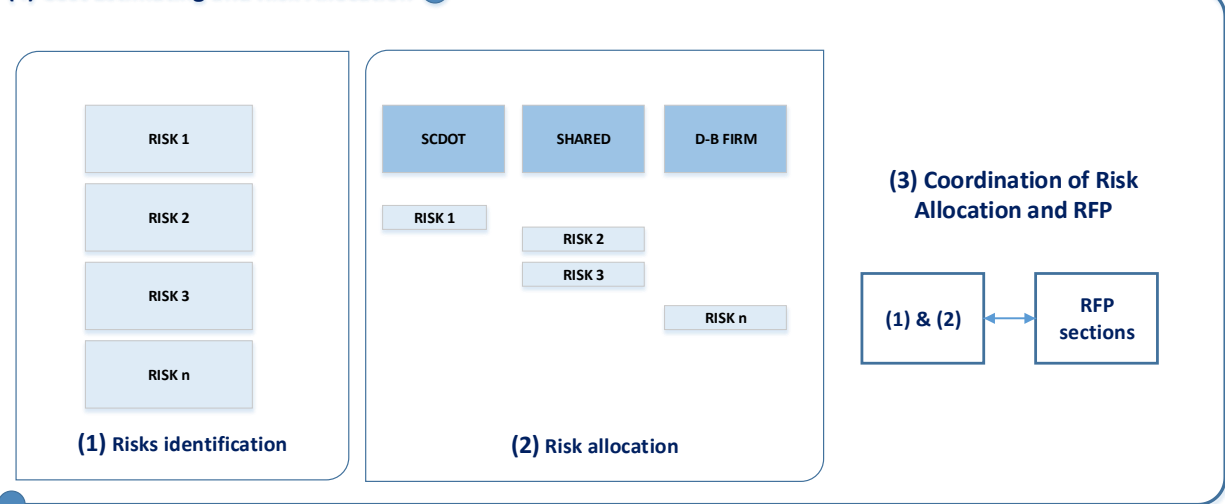 RISK 1
RISK 2
RISK 3
RISK n
(1) Risks identification
SCDOT
SHARED
D-B FIRM
RISK 1
RISK 2
RISK 3
RISK n
(2) Risk allocation
(3) Coordination of Risk
Allocation and RFP
(1) & (2)
RFP
sections